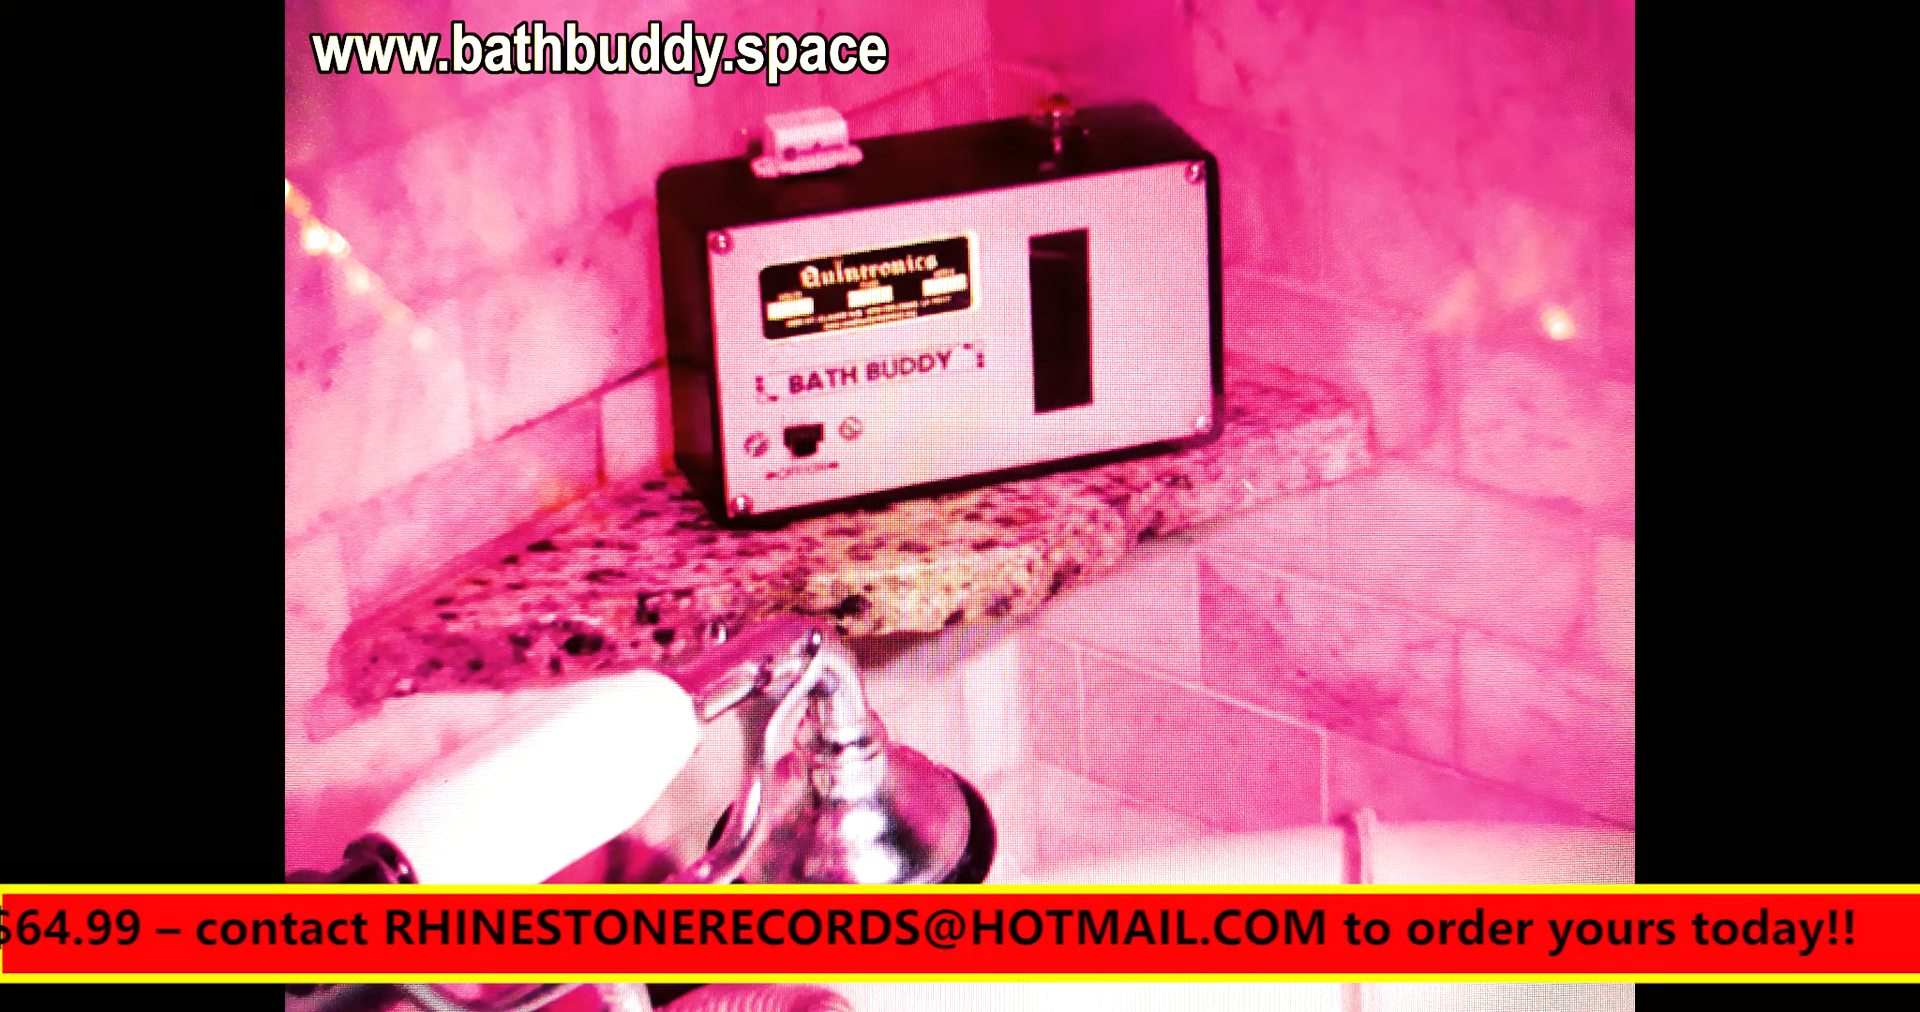 www.bathbuddy.space
Quintronics
BATH BUDDY
$64.99 – contact RHINESTONERECORDS@HOTMAIL.COM to order yours today!!